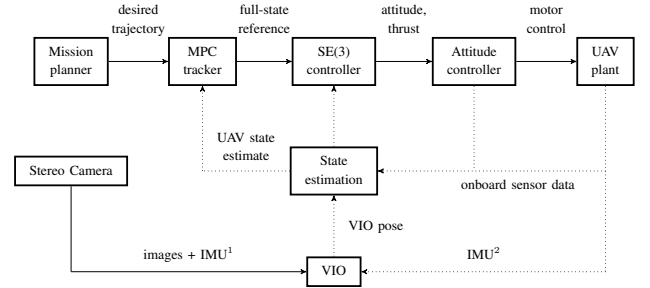 desired
trajectory
full-state
reference
attitude,
thrust
motor
control
Mission
planner
MPC
tracker
SE(3)
controller
Attitude
controller
UAV
plant
UAV state
estimate
State
estimation
Stereo Camera
onboard sensor data
VIO pose
images + IMU¹
IMU²
VIO